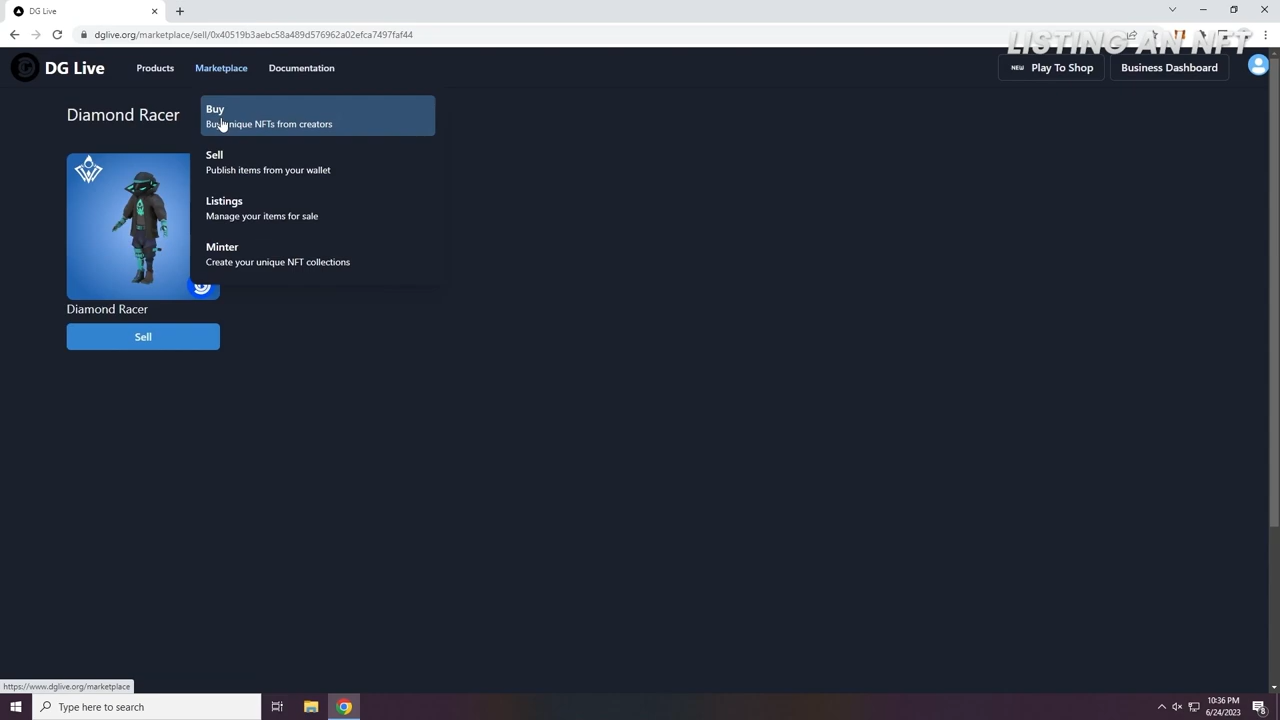 DG Live
dglive.org/marketplace/sell/0x40519b3aebc58a489d576962a02efca7497faf44
LISTING AN NFT
DG Live
Products
Marketplace
Documentation
NEW Play To Shop
Business Dashboard
Diamond Racer
Buy
unique NFTs from creators
Sell
Publish items from your wallet
Listings
Manage your items for sale
Minter
Create your unique NFT collections
Diamond Racer
Sell
https://www.dglive.org/marketplace
Type here to search
10:36 PM
6/24/2023
8